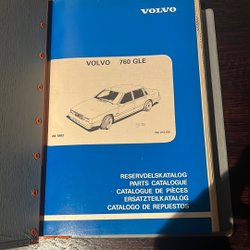 VOLVO
VOLVO 760 GLE
RESERVDELSKATALOG
PARTS CATALOGUE
CATALOGUE DE PIÈCES
ERSATZTEILKATALOG
CATALOGO DE REPUESTOS